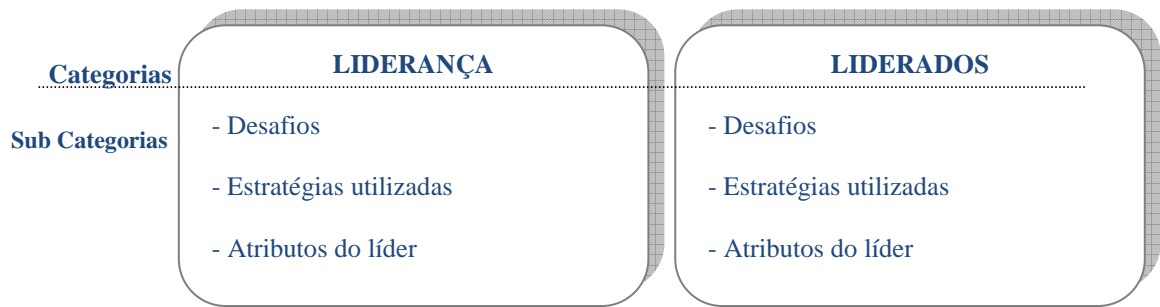 Categorias
LIDERANÇA
LIDERADOS
Sub Categorias
- Desafios
- Estratégias utilizadas
- Atributos do líder
- Desafios
- Estratégias utilizadas
- Atributos do líder